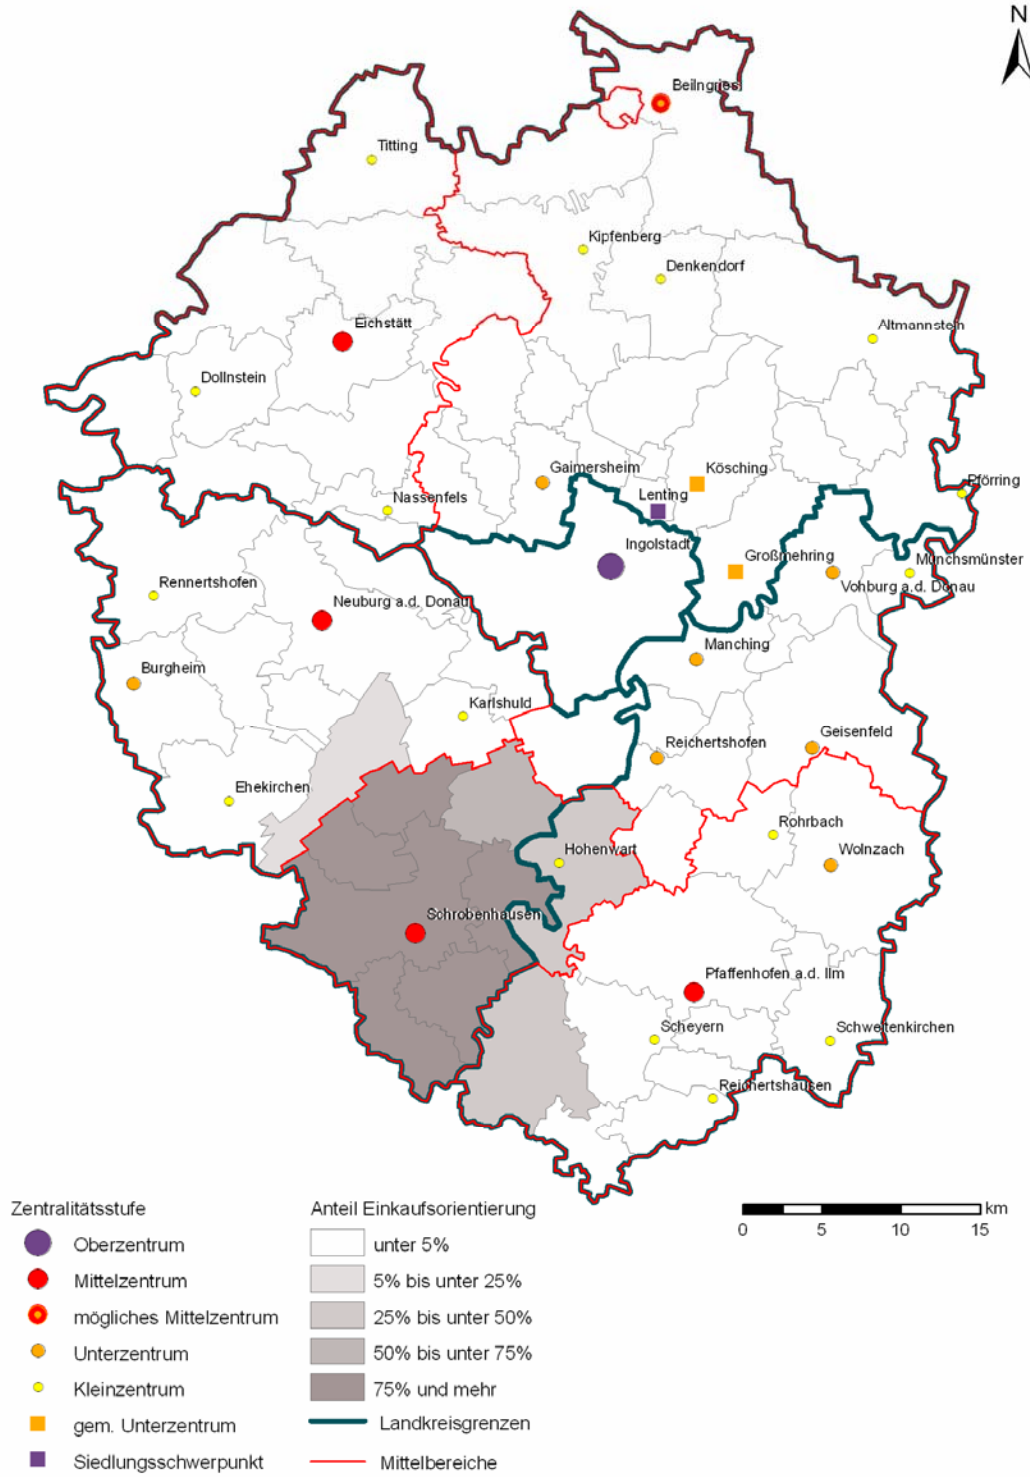 N
Beilngries
Titting
Kipfenberg
Denkendorf
Eichstätt
Altmannstein
Dollnstein
Gaimersheim
Kösching
Nassenfels
Lenting
Pförring
Ingolstadt
Großmehring
Münchsmünster
Rennertshofen
Vohburg a.d. Donau
Neuburg a.d. Donau
Manching
Burgheim
Karlshuld
Reichertshofen
Geisenfeld
Ehekirchen
Rohrbach
Hohenwart
Wolnzach
Schrobenhausen
Pfaffenhofen a.d. Ilm
Scheyern
Schweitenkirchen
Reichertshausen
Zentralitätsstufe
Oberzentrum
Mittelzentrum
mögliches Mittelzentrum
Unterzentrum
Kleinzentrum
gem. Unterzentrum
Siedlungsschwerpunkt
Anteil Einkaufsorientierung
unter 5%
5% bis unter 25%
25% bis unter 50%
50% bis unter 75%
75% und mehr
Landkreisgrenzen
Mittelbereiche
km
0 5 10 15